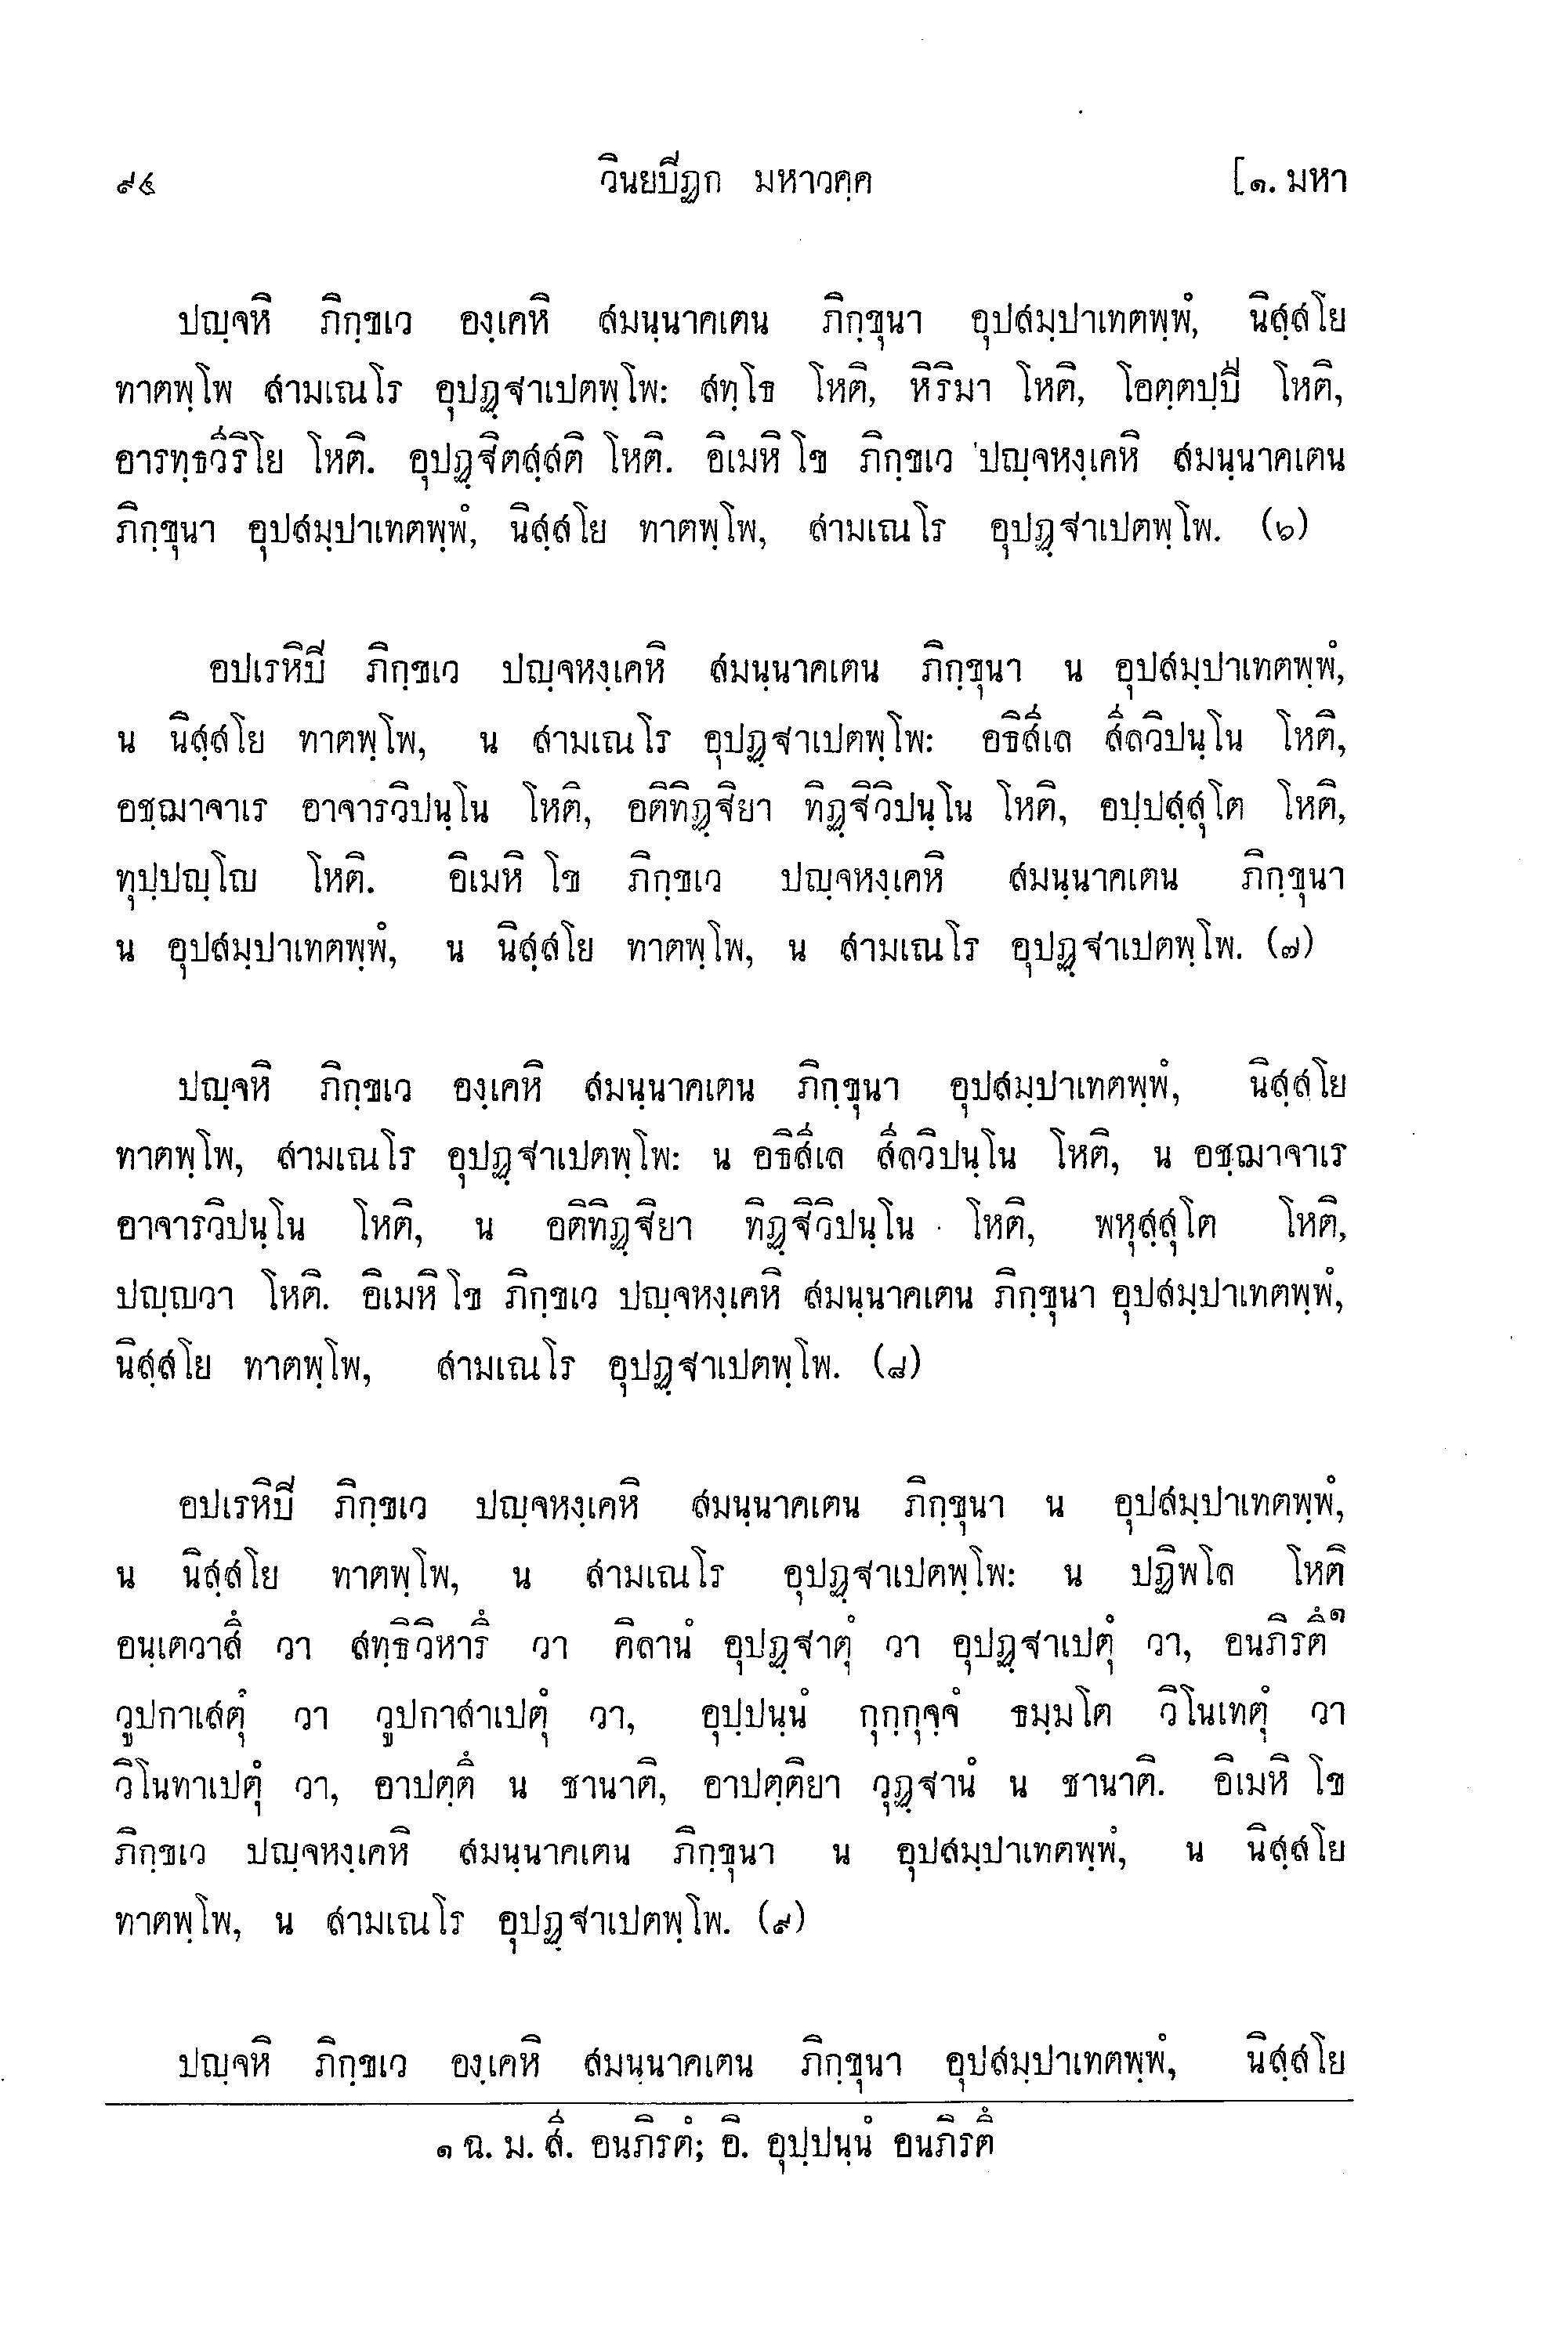 ๙๔ วินยปีฏก มหาวคฺค [๑. มหา
ปญฺจหิ ภิกฺขเว องฺเคหิ สมนฺนาคเตน ภิกฺขุนา อุปสมฺปาเทตพฺพํ, นิสฺสโย
ทาตพฺโพ สามเณโร อุปฏฺฐาเปตพฺโพ: สทฺโธ โหติ, หิริมา โหติ, โอตฺตปฺปี โหติ,
อารทฺธวีริโย โหติ. อุปฏฺฐิตสฺสติ โหติ. อิเมหิ โข ภิกฺขเว ปญฺจหงฺเคหิ สมนฺนาคเตน
ภิกฺขุนา อุปสมฺปาเทตพฺพํ, นิสฺสโย ทาตพฺโพ, สามเณโร อุปฏฺฐาเปตพฺโพ. (๖)
อปเรหิปี ภิกฺขเว ปญฺจหงฺเคหิ สมนฺนาคเตน ภิกฺขุนา น อุปสมฺปาเทตพฺพํ,
น นิสฺสโย ทาตพฺโพ, น สามเณโร อุปฏฺฐาเปตพฺโพ: อธิสีเล สีลวิปนฺโน โหติ,
อชฺฌาจาเร อาจารวิปนฺโน โหติ, อติทิฏฺฐิยา ทิฏฺฐิวิปนฺโน โหติ, อปฺปสฺสุโต โหติ,
ทุปฺปญฺโญ โหติ. อิเมหิ โข ภิกฺขเว ปญฺจหงฺเคหิ สมนฺนาคเตน ภิกฺขุนา
น อุปสมฺปาเทตพฺพํ, น นิสฺสโย ทาตพฺโพ, น สามเณโร อุปฏฺฐาเปตพฺโพ. (๗)
ปญฺจหิ ภิกฺขเว องฺเคหิ สมนฺนาคเตน ภิกฺขุนา อุปสมฺปาเทตพฺพํ, นิสฺสโย
ทาตพฺโพ, สามเณโร อุปฏฺฐาเปตพฺโพ: น อธิสีเล สีลวิปนฺโน โหติ, น อชฺฌาจาเร
อาจารวิปนฺโน โหติ, น อติทิฏฺฐิยา ทิฏฺฐิวิปนฺโน โหติ, พหุสฺสุโต โหติ,
ปญฺญวา โหติ. อิเมหิ โข ภิกฺขเว ปญฺจหงฺเคหิ สมนฺนาคเตน ภิกฺขุนา อุปสมฺปาเทตพฺพํ,
นิสฺสโย ทาตพฺโพ, สามเณโร อุปฏฺฐาเปตพฺโพ. (๘)
อปเรหิปี ภิกฺขเว ปญฺจหงฺเคหิ สมนฺนาคเตน ภิกฺขุนา น อุปสมฺปาเทตพฺพํ,
น นิสฺสโย ทาตพฺโพ, น สามเณโร อุปฏฺฐาเปตพฺโพ: น ปฏิพโล โหติ
อนฺเตวาสึ วา สทฺธิวิหารึ วา คิลานํ อุปฏฺฐาตุํ วา อุปฏฺฐาเปตุํ วา, อนภิรตึ๑
วูปกาเสตุํ วา วูปกาสาเปตุํ วา, อุปฺปนฺนํ กุกฺกุจฺจํ ธมฺมโต วิโนเทตุํ วา
วิโนทาเปตุํ วา, อาปตฺตึ น ชานาติ, อาปตฺติยา วุฏฺฐานํ น ชานาติ. อิเมหิ โข
ภิกฺขเว ปญฺจหงฺเคหิ สมนฺนาคเตน ภิกฺขุนา น อุปสมฺปาเทตพฺพํ, น นิสฺสโย
ทาตพฺโพ, น สามเณโร อุปฏฺฐาเปตพฺโพ. (๙)
ปญฺจหิ ภิกฺขเว องฺเคหิ สมนฺนาคเตน ภิกฺขุนา อุปสมฺปาเทตพฺพํ, นิสฺสโย
๑ ฉ. ม. สี. อนภิรตํ; อิ. อุปฺปนฺนํ อนภิรตึ